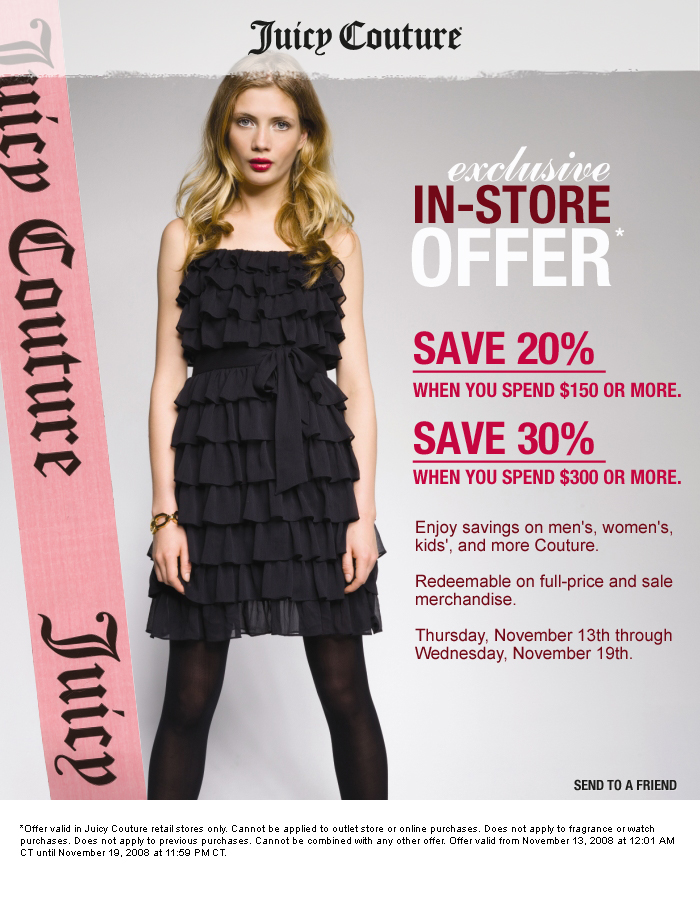 Juicy Couture
Juicy Couture
Juicy
exclusive
IN-STORE
OFFER*
SAVE 20%
WHEN YOU SPEND $150 OR MORE.
SAVE 30%
WHEN YOU SPEND $300 OR MORE.
Enjoy savings on men's, women's,
kids', and more Couture.
Redeemable on full-price and sale
merchandise.
Thursday, November 13th through
Wednesday, November 19th.
SEND TO A FRIEND
*Offer valid in Juicy Couture retail stores only. Cannot be applied to outlet store or online purchases. Does not apply to fragrance or watch
purchases. Does not apply to previous purchases. Cannot be combined with any other offer. Offer valid from November 13, 2008 at 12:01 AM
CT until November 19, 2008 at 11:59 PM CT.